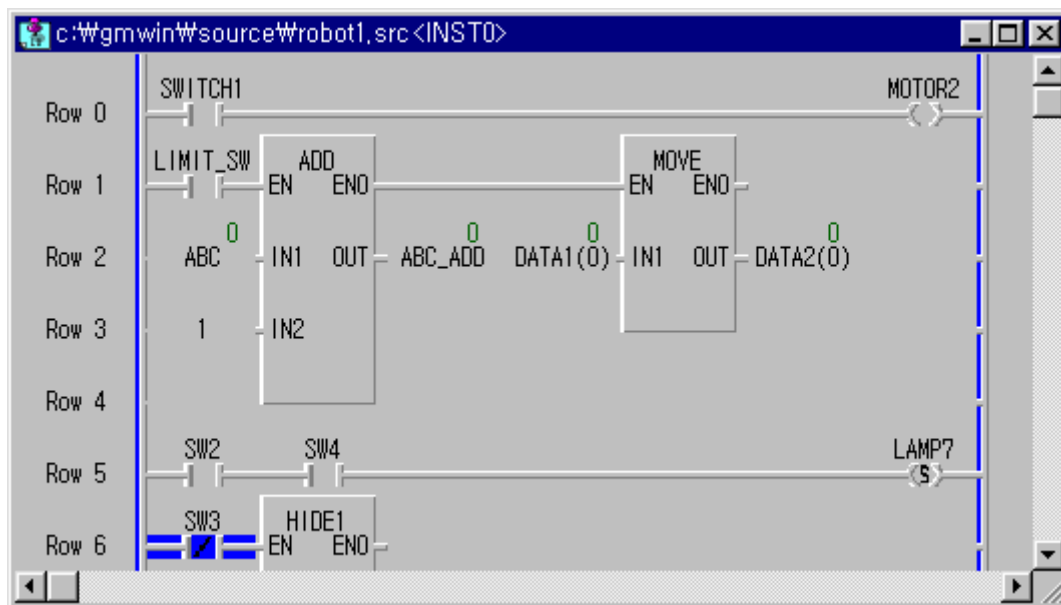 c:₩gmwin₩source₩robot1,src<INST0>
SWITCH1 MOTOR2
Row 0
LIMIT_SW ADD MOVE
Row 1 EN ENO EN ENO
0 0 0 0
Row 2 ABC IN1 OUT ABC_ADD DATA1(0) IN1 OUT DATA2(0)
Row 3 1 IN2
Row 4
SW2 SW4 LAMP7
Row 5 S
SW3 HIDE1
Row 6 EN ENO